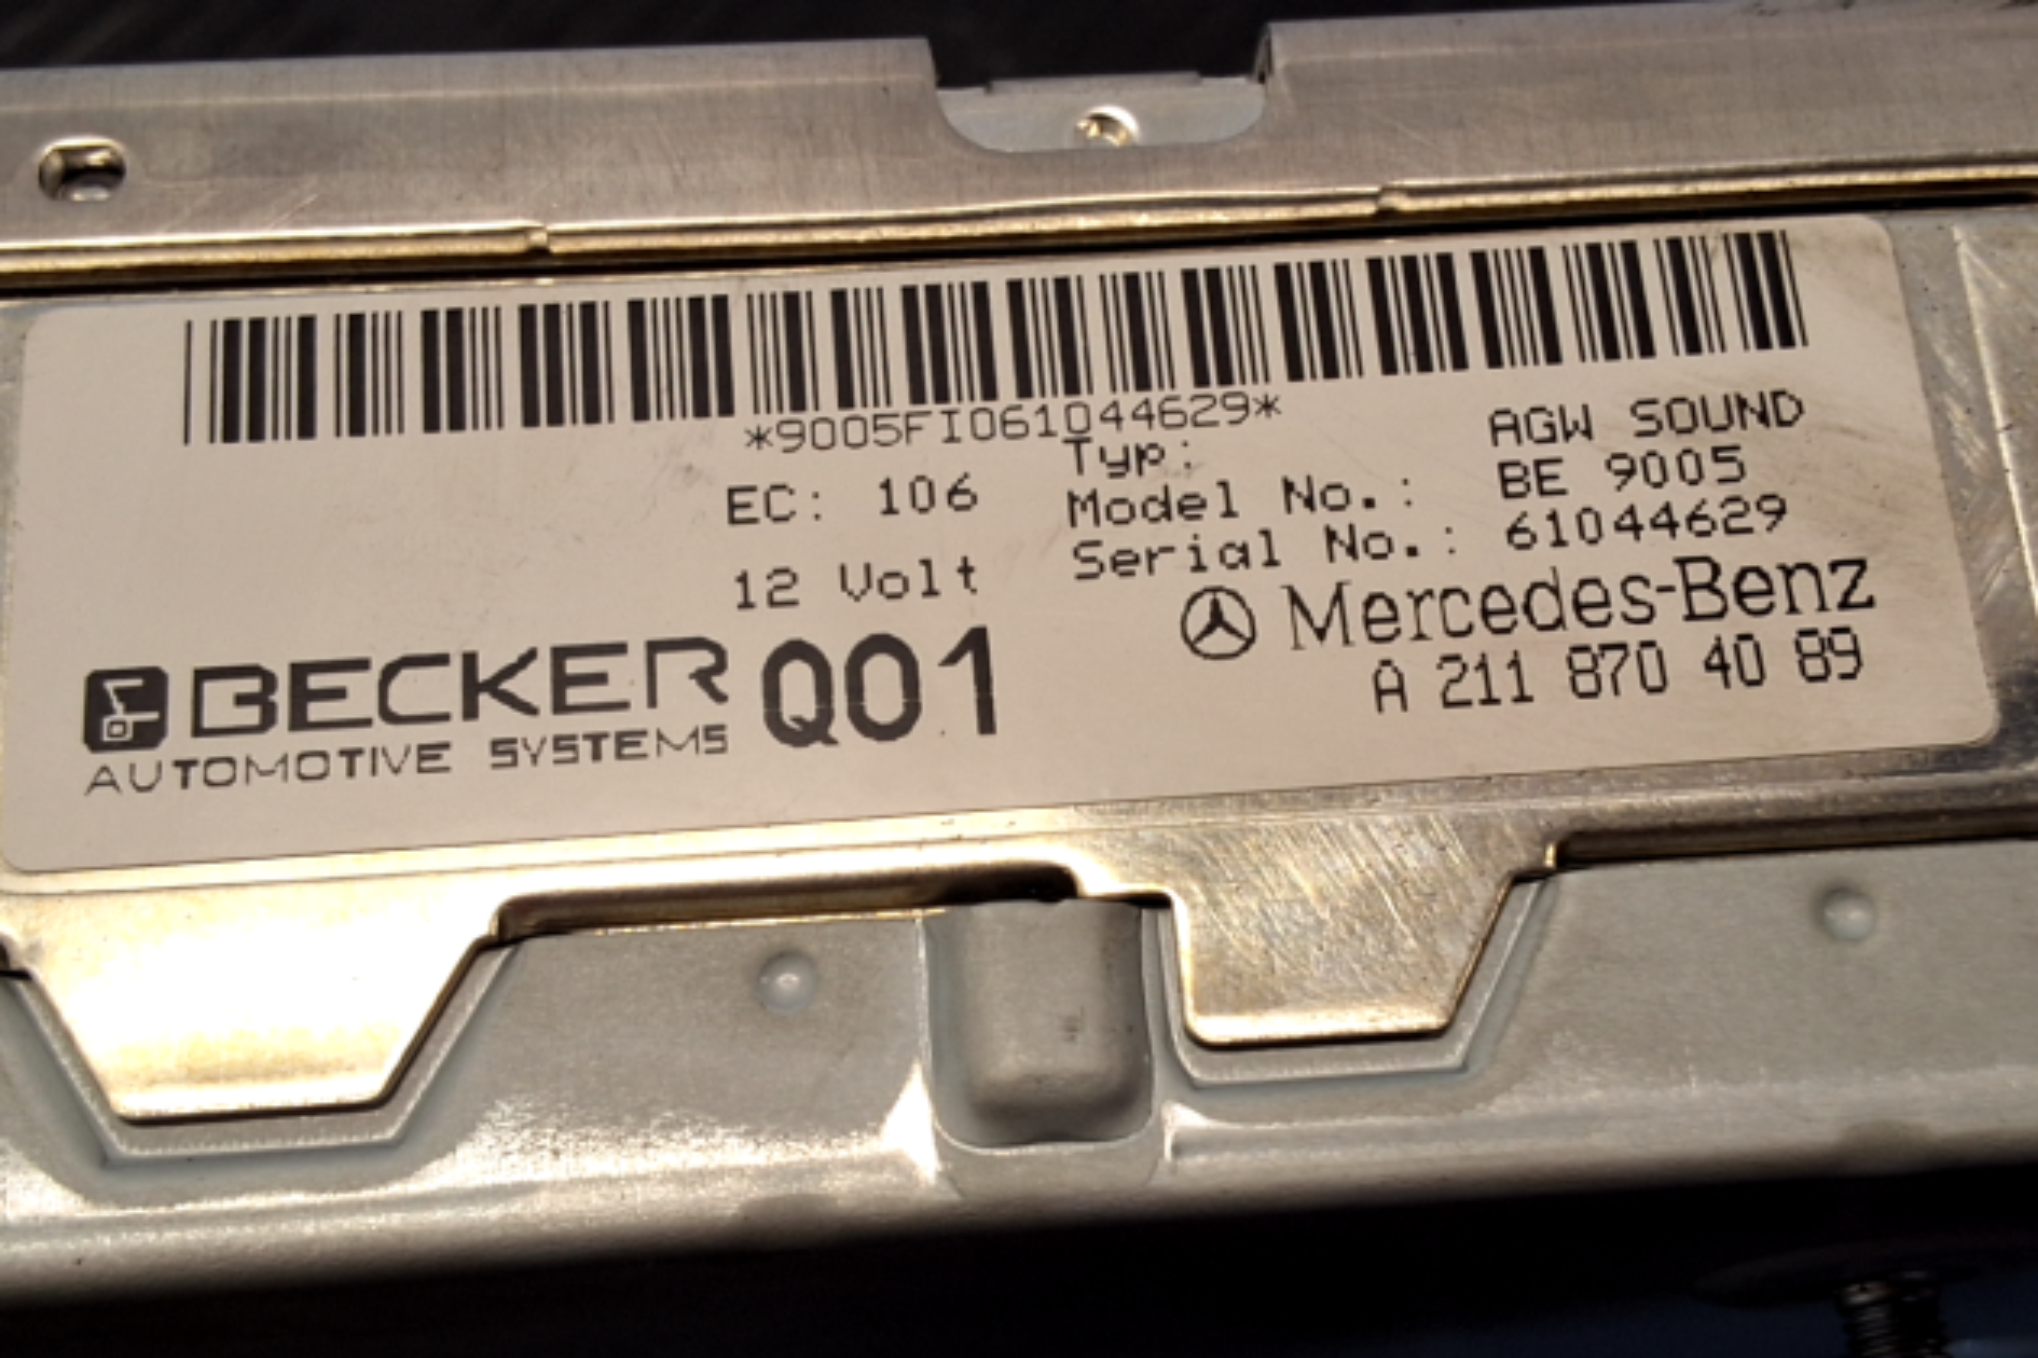 *9005FI061044629*
EC: 106
12 Volt
Typ: AGW SOUND
Model No.: BE 9005
Serial No.: 61044629
Mercedes-Benz
A 211 870 40 89
BECKER Q01
AUTOMOTIVE SYSTEMS